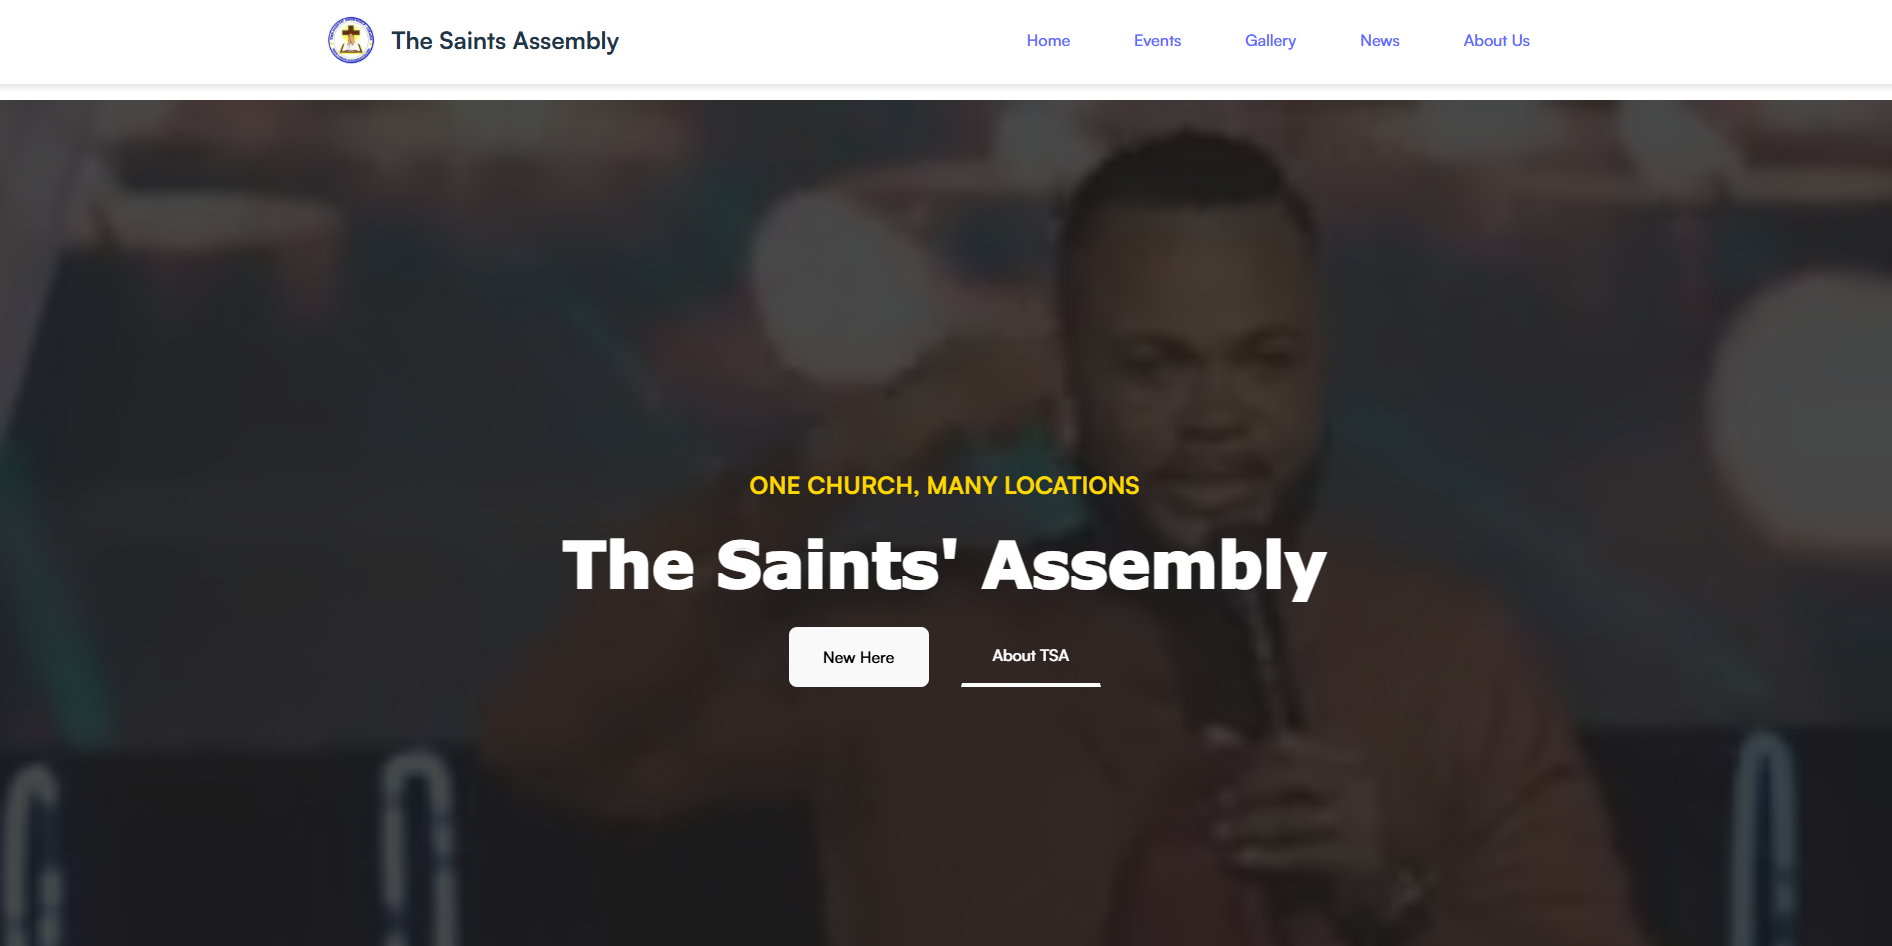 The Saints Assembly
Home Events Gallery News About Us
ONE CHURCH, MANY LOCATIONS
The Saints' Assembly
New Here About TSA